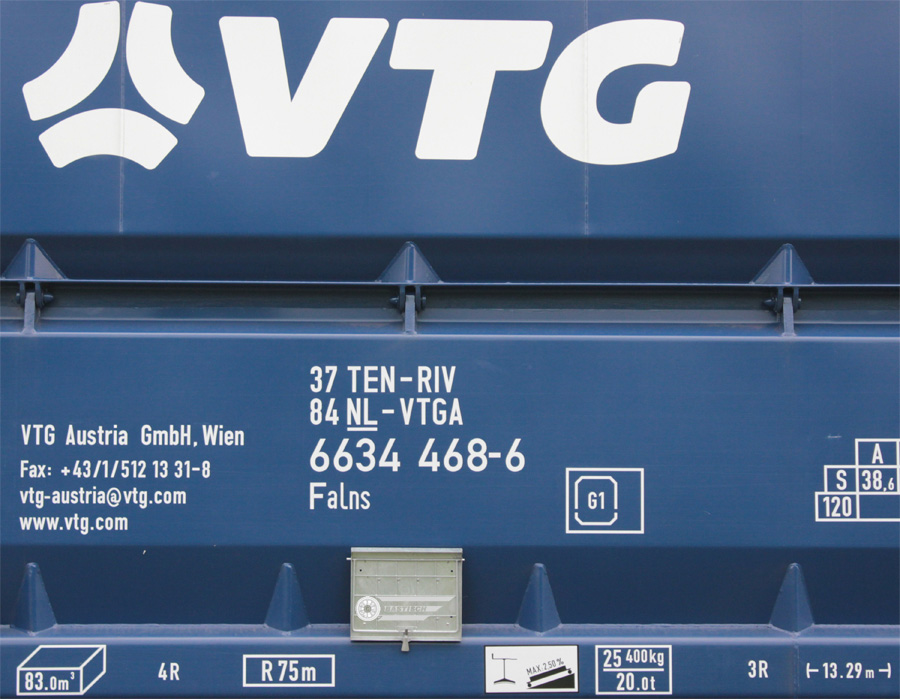 VTG
37 TEN-RIV
84 NL-VTGA
6634 468-6
Falns
VTG Austria GmbH, Wien
Fax: +43/1/512 13 31-8
vtg-austria@vtg.com
www.vtg.com
G1
A
S 38,6
120
BASTISCH
83.0m³
4R
R 75m
MAX 2.50%
25 400kg
20.0t
3R
13.29m